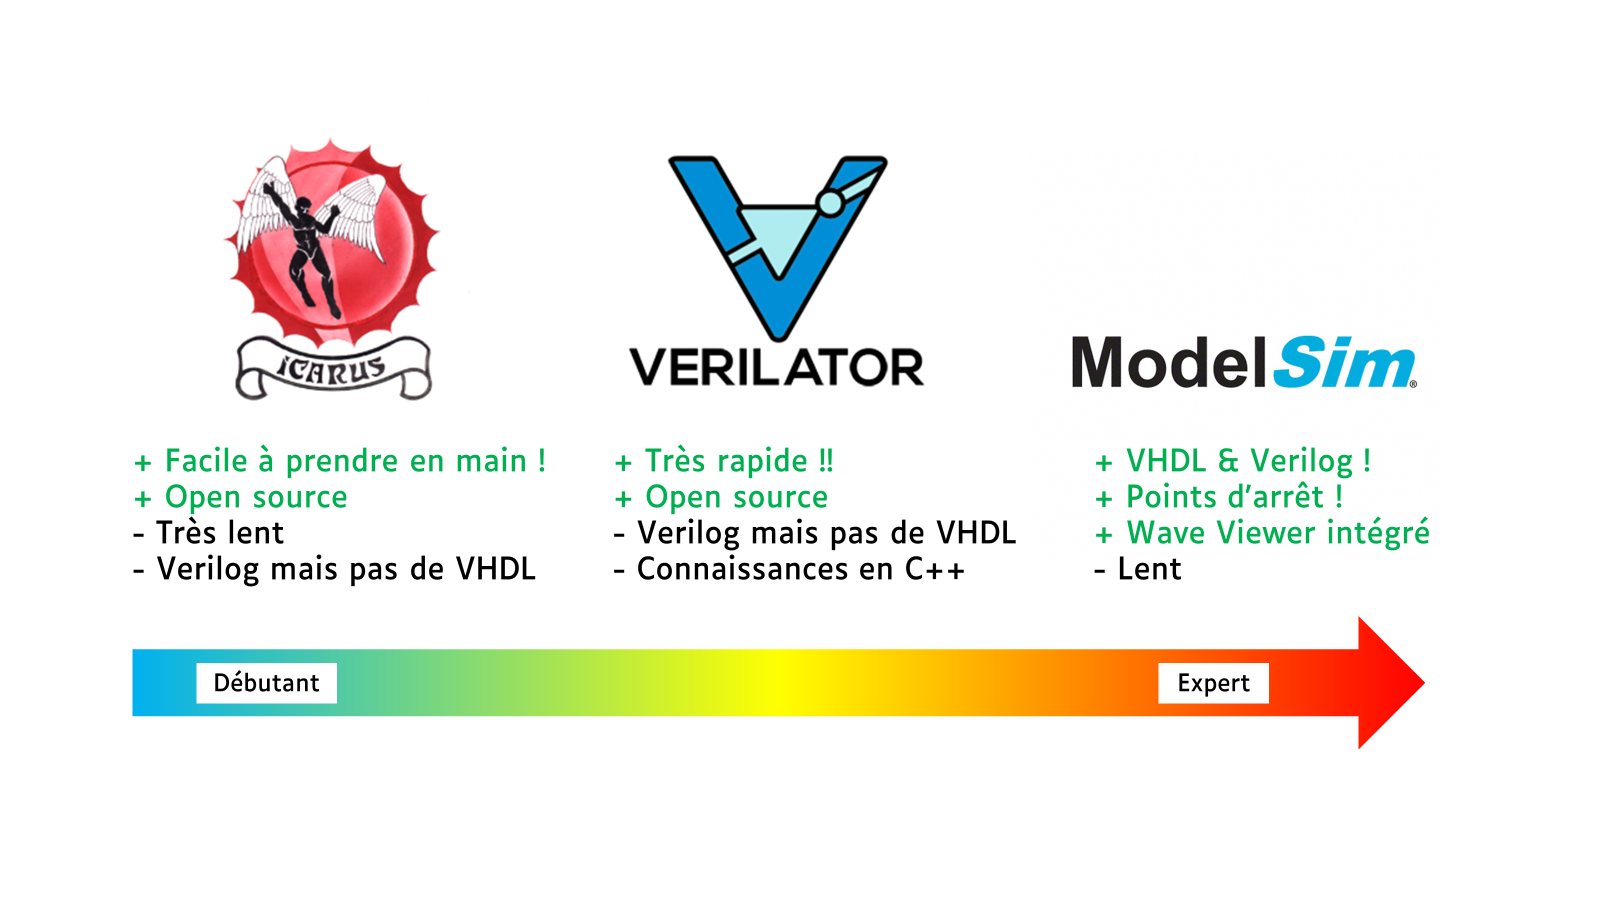 iCARUS
VERILATOR
ModelSim®
+ Facile à prendre en main !
+ Open source
- Très lent
- Verilog mais pas de VHDL
+ Très rapide !!
+ Open source
- Verilog mais pas de VHDL
- Connaissances en C++
+ VHDL & Verilog !
+ Points d'arrêt !
+ Wave Viewer intégré
- Lent
Débutant
Expert